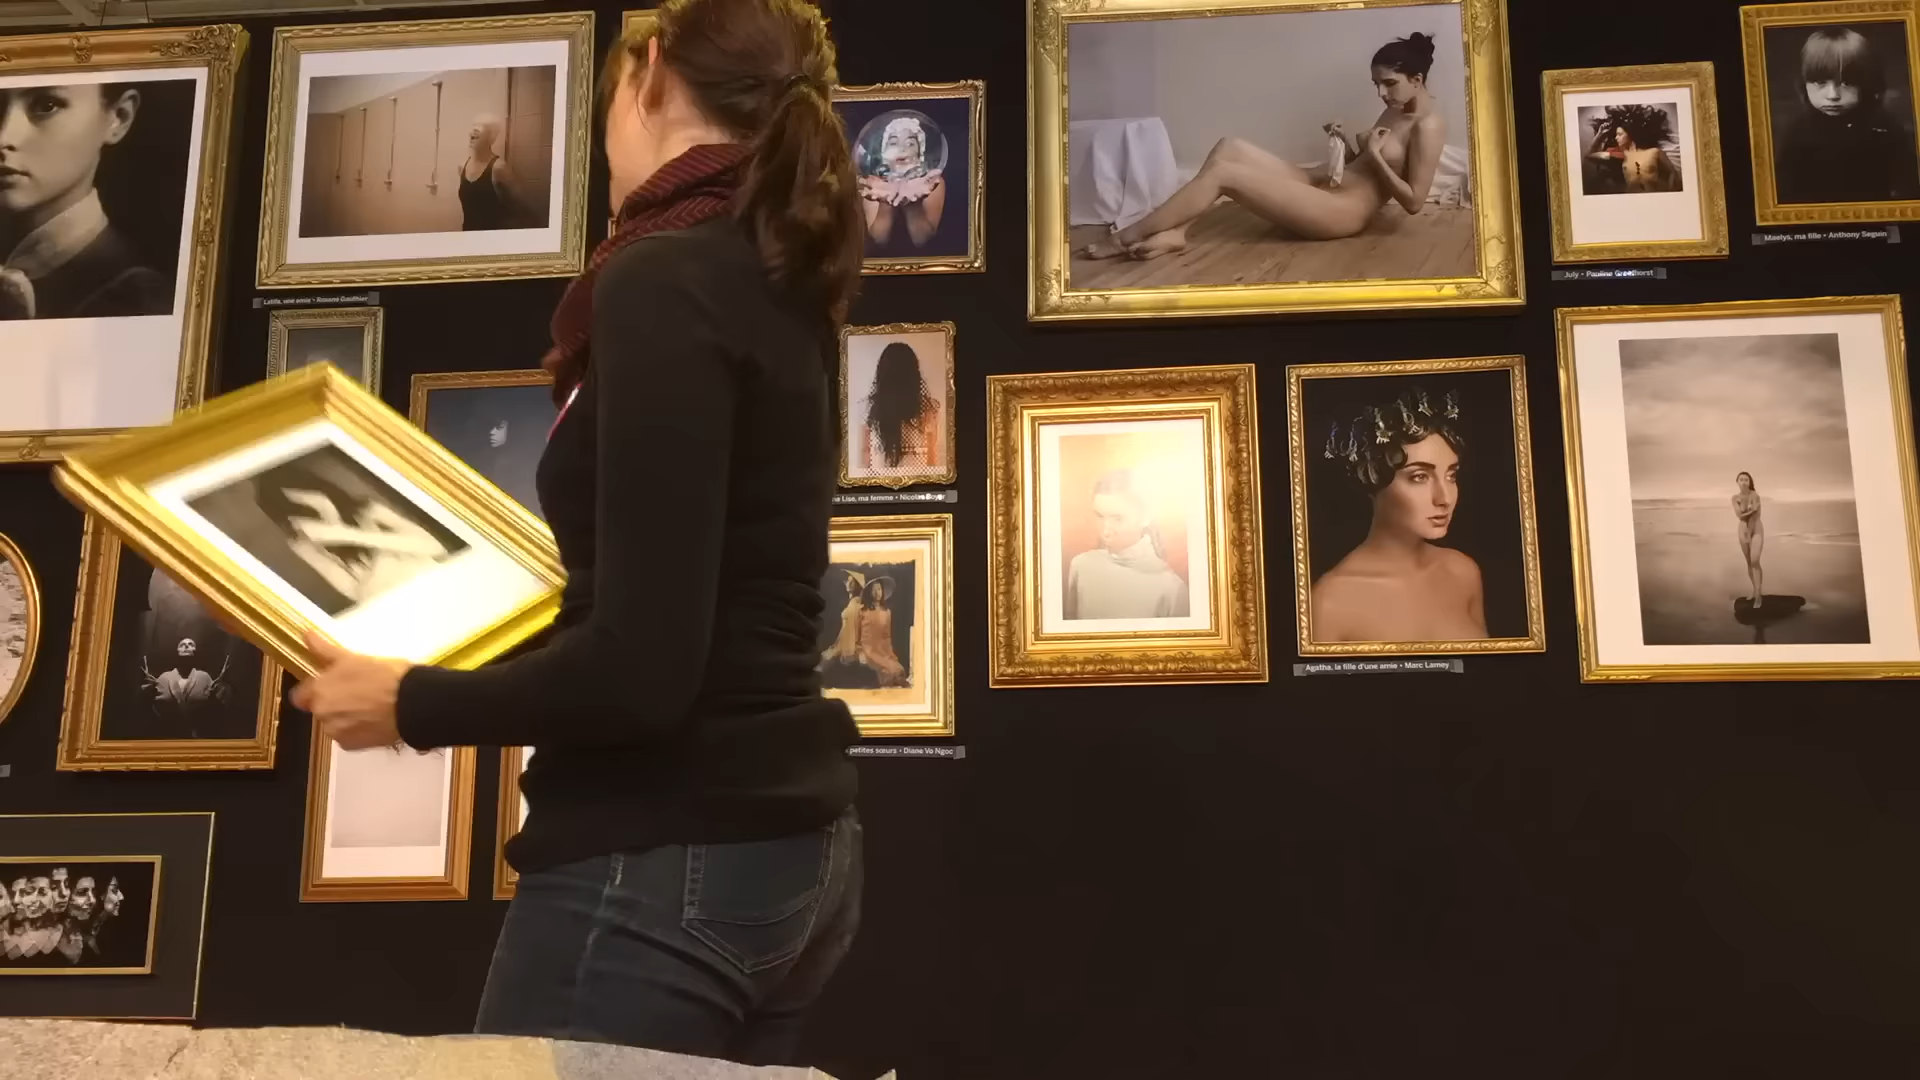 Maelys, ma fille • Anthony Seguin
July • Pauline
Latifa, une amie • Roxane Gauthier
Lise, ma femme • Nicolas Boyer
Agatha, la fille d'une amie • Marc Lamey
petites sœurs • Diane Vo Ngoc